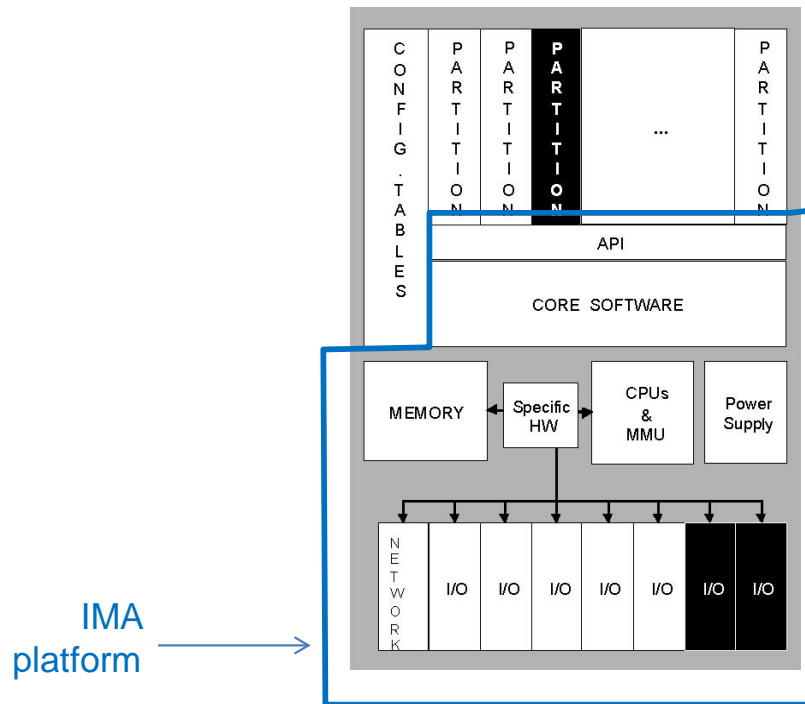 CONFIG.TABLES
PARTITION
PARTITION
PARTITION
...
PARTITION
API
CORE SOFTWARE
MEMORY
Specific
HW
CPUs
&
MMU
Power
Supply
NETWORK
I/O
I/O
I/O
I/O
I/O
I/O
I/O
IMA
platform